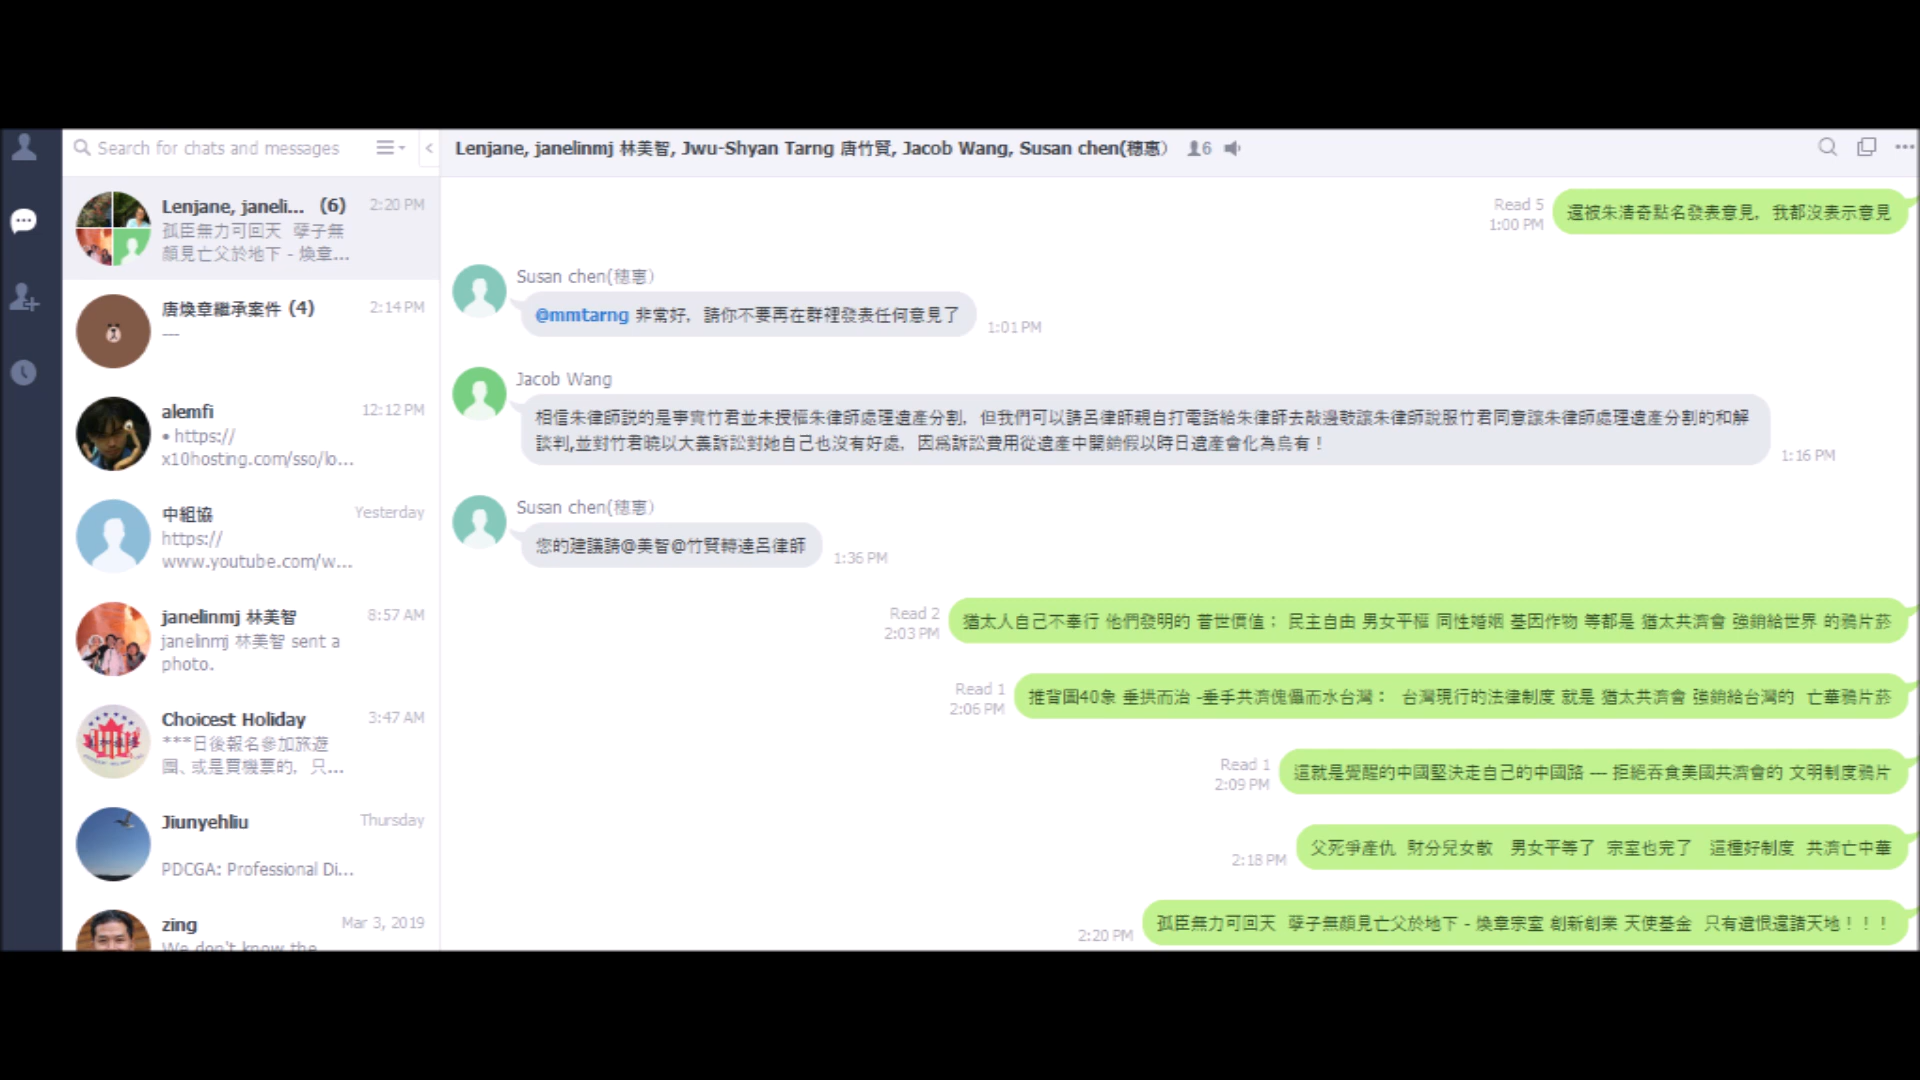 Search for chats and messages
Lenjane, janeli... (6) 2:20 PM
孤臣無力可回天 孽子無
顏見亡父於地下 - 煥章...
唐煥章繼承案件 (4) 2:14 PM
---
alemfi 12:12 PM
• https://
x10hosting.com/sso/lo...
中組協 Yesterday
https://
www.youtube.com/w...
janelinmj 林美智 8:57 AM
janelinmj 林美智 sent a
photo.
Choicest Holiday 3:47 AM
***日後報名參加旅遊
團、或是買機票的，只...
Jiunyehliu Thursday
PDCGA: Professional Di...
zing Mar 3, 2019
We don't know the
Lenjane, janelinmj 林美智, Jwu-Shyan Tarng 唐竹賢, Jacob Wang, Susan chen(穗惠) 6
Read 5
1:00 PM
還被朱清奇點名發表意見，我都沒表示意見
Susan chen(穗惠)
@mmtarng 非常好，請你不要再在群裡發表任何意見了
1:01 PM
Jacob Wang
相信朱律師説的是事實竹君並未授權朱律師處理遺產分割，但我們可以請呂律師親自打電話給朱律師去敲邊鼓讓朱律師說服竹君同意讓朱律師處理遺產分割的和解
談判,並對竹君曉以大義訴訟對她自己也沒有好處，因爲訴訟費用從遺產中開銷假以時日遺產會化為烏有！
1:16 PM
Susan chen(穗惠)
您的建議請@美智@竹賢轉達呂律師
1:36 PM
Read 2
2:03 PM
猶太人自己不奉行 他們發明的 普世價值： 民主自由 男女平權 同性婚姻 基因作物 等都是 猶太共濟會 強銷給世界 的鴉片菸
Read 1
2:06 PM
推背圖40象 垂拱而治 -垂手共濟傀儡而水台灣： 台灣現行的法律制度 就是 猶太共濟會 強銷給台灣的 亡華鴉片菸
Read 1
2:09 PM
這就是覺醒的中國堅決走自己的中國路 --- 拒絕吞食美國共濟會的 文明制度鴉片
2:18 PM
父死爭產仇 財分兒女散 男女平等了 宗室也完了 這種好制度 共濟亡中華
2:20 PM
孤臣無力可回天 孽子無顏見亡父於地下 - 煥章宗室 創新創業 天使基金 只有遺恨還諸天地！！！